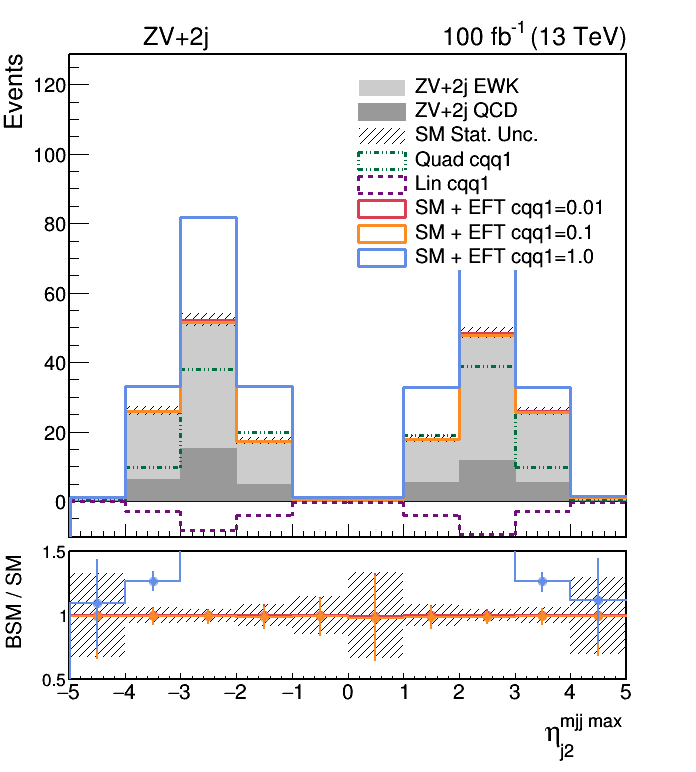 ZV+2j 100 fb-1 (13 TeV)
Events
120
100
80
60
40
20
0
ZV+2j EWK
ZV+2j QCD
SM Stat. Unc.
Quad cqq1
Lin cqq1
SM + EFT cqq1=0.01
SM + EFT cqq1=0.1
SM + EFT cqq1=1.0
BSM / SM
1.5
1
0.5
−5 −4 −3 −2 −1 0 1 2 3 4 5
η mjj max j2